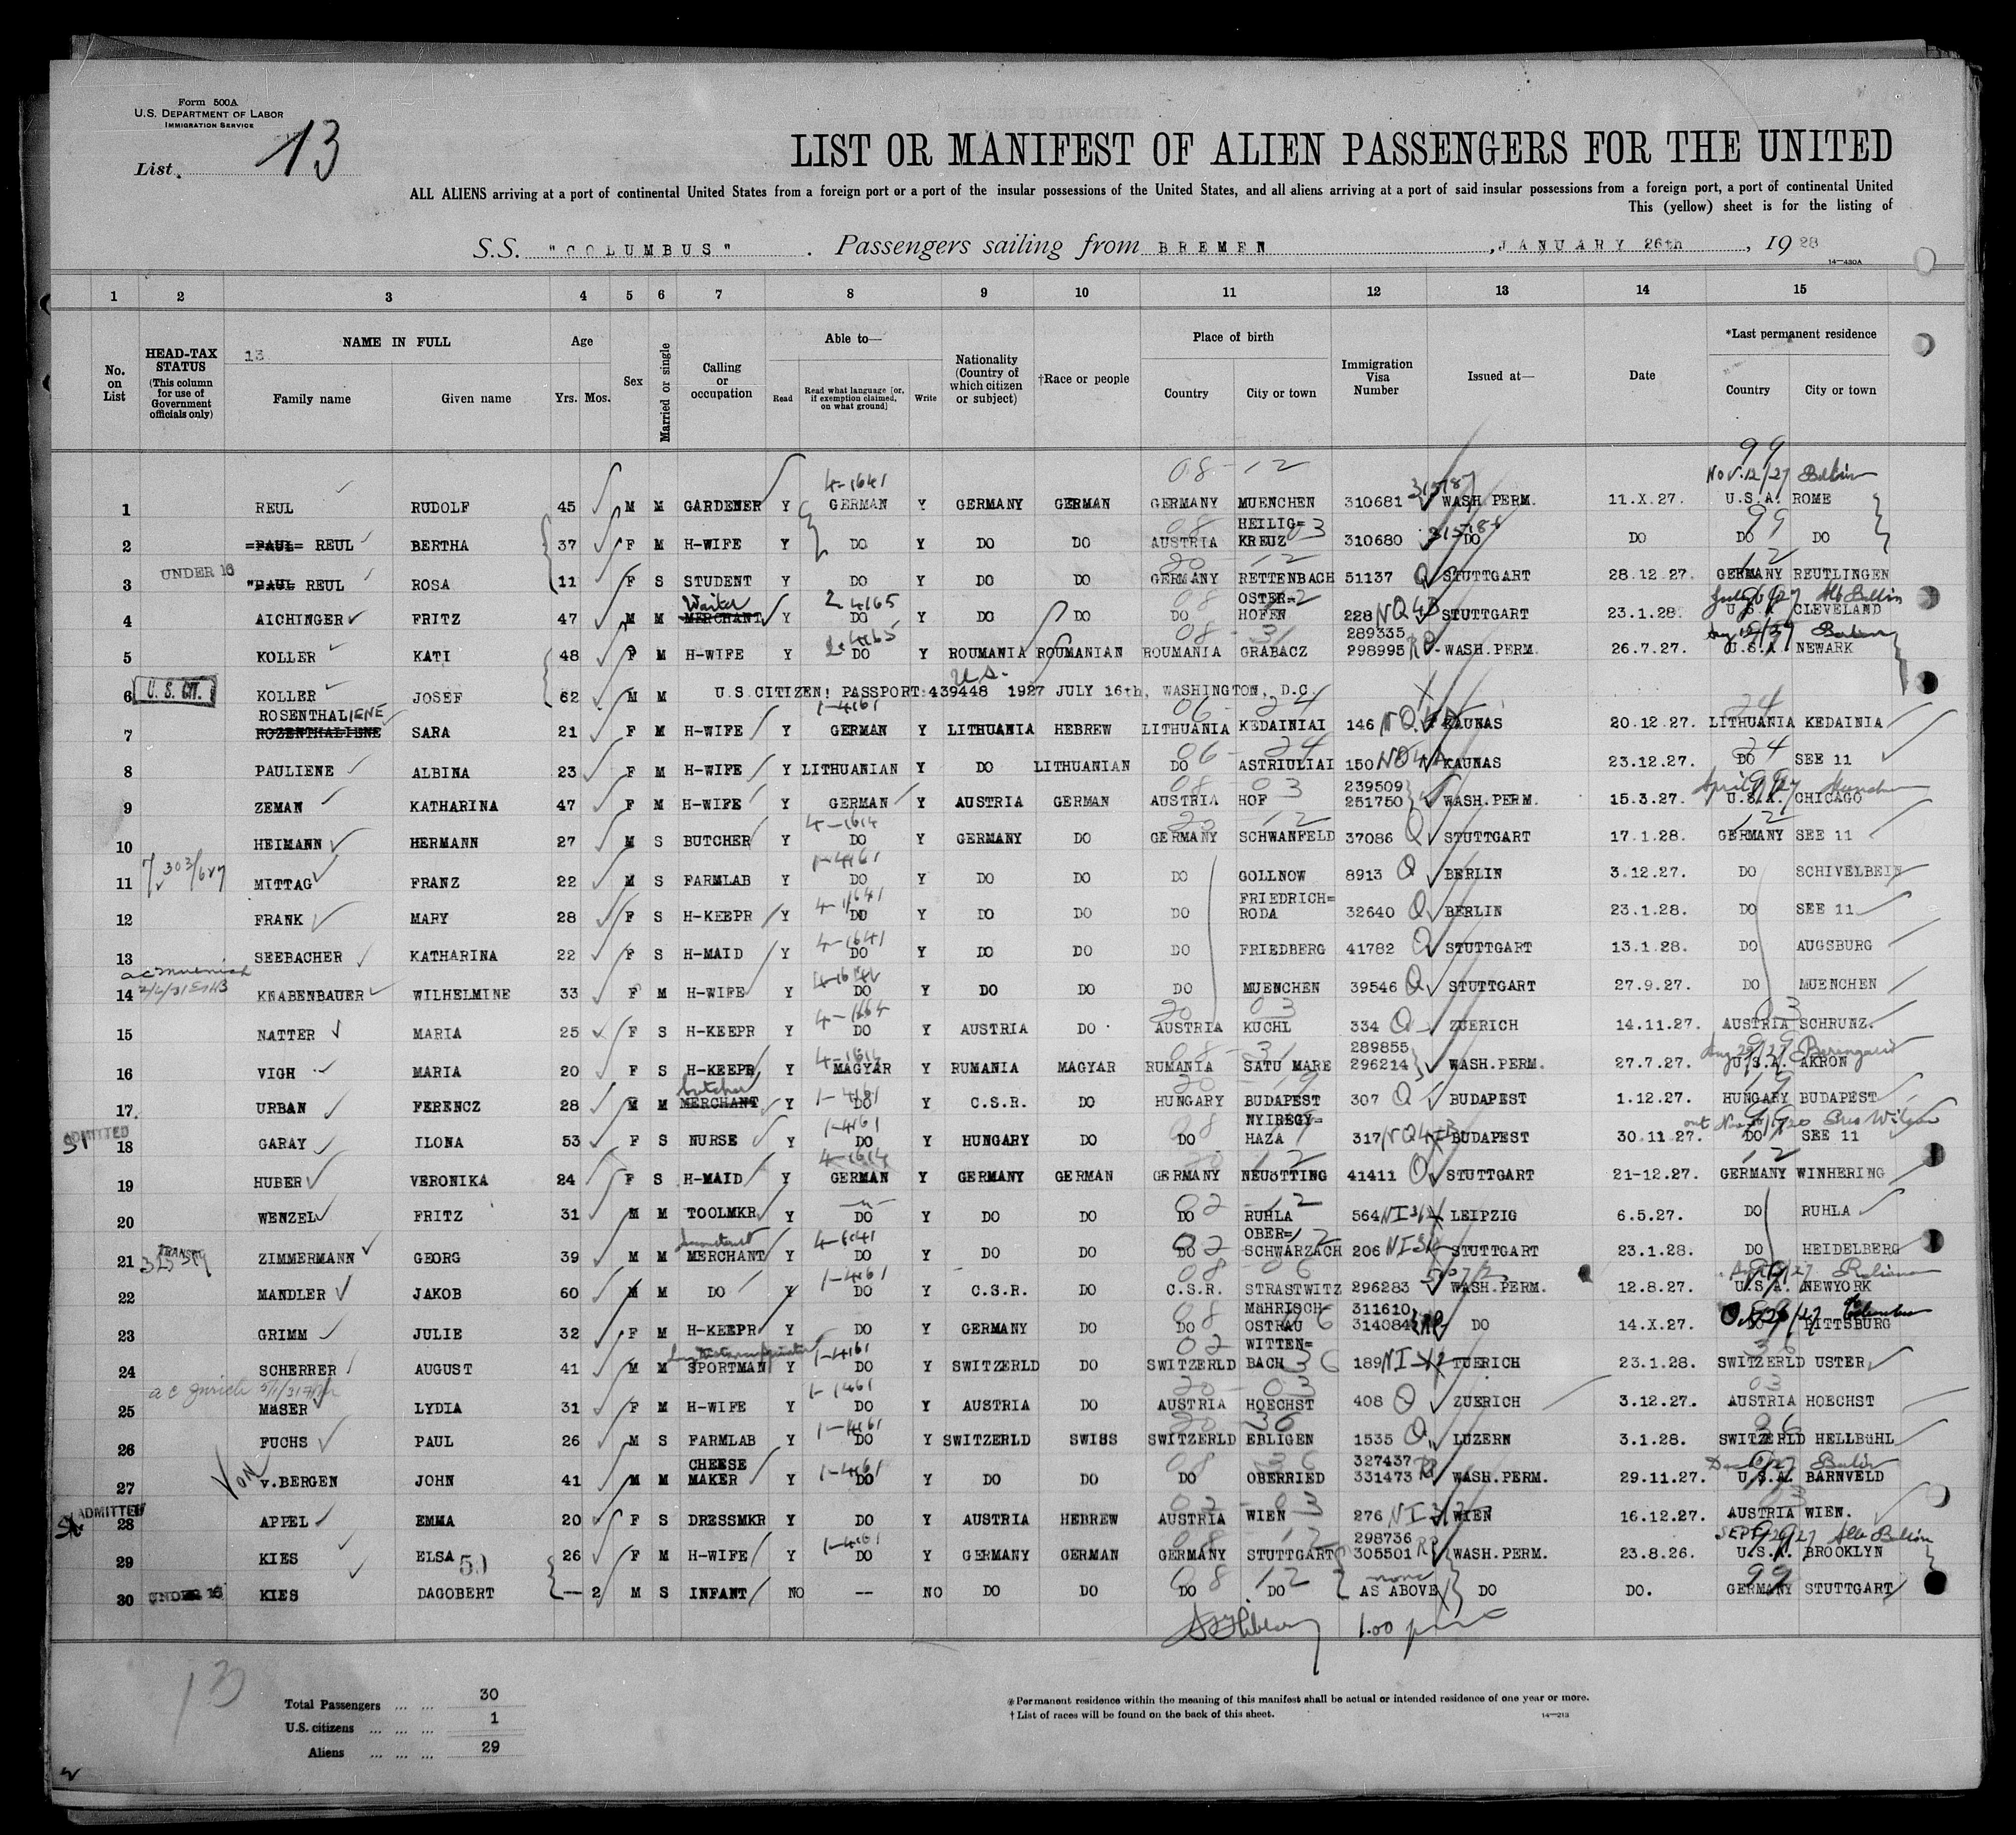 Form 500A
U.S. DEPARTMENT OF LABOR
IMMIGRATION SERVICE
List 13
LIST OR MANIFEST OF ALIEN PASSENGERS FOR THE UNITED
ALL ALIENS arriving at a port of continental United States from a foreign port or a port of the insular possessions of the United States, and all aliens arriving at a port of said insular possessions from a foreign port, a port of continental United
This (yellow) sheet is for the listing of
S.S. "COLUMBUS" . Passengers sailing from BREMEN , JANUARY 26th , 1928
14—430A
1 2 3 4 5 6 7 8 9 10 11 12 13 14 15
No. on List
HEAD-TAX STATUS (This column for use of Government officials only)
13 NAME IN FULL Family name Given name
Age Yrs. Mos.
Sex
Married or single
Calling or occupation
Able to— Read Read what language [or, if exemption claimed, on what ground] Write
Nationality (Country of which citizen or subject)
†Race or people
Place of birth Country City or town
Immigration Visa Number
Issued at—
Date
*Last permanent residence Country City or town
08-12 99
4-1641 Nov. 12/27
1 REUL RUDOLF 45 M M GARDENER Y GERMAN Y GERMANY GERMAN GERMANY MUENCHEN 310681 WASH PERM. 11.X.27. U.S.A. ROME
2 =PAUL= REUL BERTHA 37 F M H-WIFE Y DO Y DO DO AUSTRIA HEILIG= KREUZ 310680 DO DO DO DO
UNDER 16
3 "PAUL REUL ROSA 11 F S STUDENT Y DO Y DO DO GERMANY RETTENBACH 51137 Q STUTTGART 28.12.27. GERMANY REUTLINGEN
Waiter
4 AICHINGER FRITZ 47 M M MERCHANT Y DO Y DO DO DO OSTER= HOFEN 228 STUTTGART 23.1.28. U.S.A. CLEVELAND
5 KOLLER KATI 48 F M H-WIFE Y DO Y ROUMANIA ROUMANIAN ROUMANIA GRABACZ 289335 298995 WASH.PERM. 26.7.27. U.S.A. NEWARK
U.S. CIT.
6 KOLLER JOSEF 62 M M U.S CITIZEN! PASSPORT:439448 1927 JULY 16th, WASHINGTON, D.C.
7 ROSENTHALIENE ROZENTHALIENE SARA 21 F M H-WIFE Y GERMAN Y LITHUANIA HEBREW LITHUANIA KEDAINIAI 146 KAUNAS 20.12.27. LITHUANIA KEDAINIA
8 PAULIENE ALBINA 23 F M H-WIFE Y LITHUANIAN Y DO LITHUANIAN DO ASTRIULIAI 150 KAUNAS 23.12.27. DO SEE 11
9 ZEMAN KATHARINA 47 F M H-WIFE Y GERMAN Y AUSTRIA GERMAN AUSTRIA HOF 239509 251750 WASH.PERM. 15.3.27. U.S.A. CHICAGO
10 HEIMANN HERMANN 27 M S BUTCHER Y DO Y GERMANY DO GERMANY SCHWANFELD 37086 Q STUTTGART 17.1.28. GERMANY SEE 11
11 MITTAG FRANZ 22 M S FARMLAB Y DO Y DO DO DO GOLLNOW 8913 Q BERLIN 3.12.27. DO SCHIVELBEIN
12 FRANK MARY 28 F S H-KEEPR Y DO Y DO DO DO FRIEDRICH= RODA 32640 Q BERLIN 23.1.28. DO SEE 11
13 SEEBACHER KATHARINA 22 F S H-MAID Y DO Y DO DO DO FRIEDBERG 41782 Q STUTTGART 13.1.28. DO AUGSBURG
14 KNABENBAUER WILHELMINE 33 F M H-WIFE Y DO Y DO DO DO MUENCHEN 39546 Q STUTTGART 27.9.27. DO MUENCHEN
15 NATTER MARIA 25 F S H-KEEPR Y DO Y AUSTRIA DO AUSTRIA KUCHL 334 Q ZUERICH 14.11.27. AUSTRIA SCHRUNZ.
16 VIGH MARIA 20 F S H-KEEPR Y MAGYAR Y RUMANIA MAGYAR RUMANIA SATU MARE 289855 296214 WASH.PERM. 27.7.27. U.S.A. AKRON
butcher
17 URBAN FERENCZ 28 M M MERCHANT Y DO Y C.S.R. DO HUNGARY BUDAPEST 307 Q BUDAPEST 1.12.27. HUNGARY BUDAPEST
ADMITTED
18 GARAY ILONA 53 F S NURSE Y DO Y HUNGARY DO DO NYIREGY= HAZA 317 BUDAPEST 30.11.27. DO SEE 11
19 HUBER VERONIKA 24 F S H-MAID Y GERMAN Y GERMANY GERMAN GERMANY NEUöTTING 41411 Q STUTTGART 21-12.27. GERMANY WINHERING
20 WENZEL FRITZ 31 M M TOOLMKR Y DO Y DO DO DO RUHLA 564 LEIPZIG 6.5.27. DO RUHLA
21 ZIMMERMANN GEORG 39 M M MERCHANT Y DO Y DO DO DO OBER= SCHWARZACH 206 STUTTGART 23.1.28. DO HEIDELBERG
22 MANDLER JAKOB 60 M M DO Y DO Y C.S.R. DO C.S.R. STRASTWITZ 296283 WASH.PERM. 12.8.27. U.S.A. NEWYORK
23 GRIMM JULIE 32 F M H-KEEPR Y DO Y GERMANY DO DO MäHRISCH- OSTRAU 311610 314084 DO 14.X.27. DO PITTSBURG
24 SCHERRER AUGUST 41 M M SPORTMAN Y DO Y SWITZERLD DO SWITZERLD WITTEN= BACH 189 ZUERICH 23.1.28. SWITZERLD USTER
25 MäSER LYDIA 31 F M H-WIFE Y DO Y AUSTRIA DO AUSTRIA HOECHST 408 Q ZUERICH 3.12.27. AUSTRIA HOECHST
26 FUCHS PAUL 26 M S FARMLAB Y DO Y SWITZERLD SWISS SWITZERLD EBLIGEN 1535 Q LUZERN 3.1.28. SWITZERLD HELLBüHL
Von
27 v.BERGEN JOHN 41 M M CHEESE MAKER Y DO Y DO DO DO OBERRIED 327437 331473 WASH.PERM. 29.11.27. U.S.A. BARNVELD
ADMITTED
28 APPEL EMMA 20 F S DRESSMKR Y DO Y AUSTRIA HEBREW AUSTRIA WIEN 276 WIEN 16.12.27. AUSTRIA WIEN.
29 KIES ELSA 26 F M H-WIFE Y DO Y GERMANY GERMAN GERMANY STUTTGART 298736 305501 WASH.PERM. 23.8.26. U.S.A. BROOKLYN
UNDER 16
30 KIES DAGOBERT — 2 M S INFANT NO — NO DO DO DO DO none AS ABOVE DO DO. GERMANY STUTTGART
13
Total Passengers ... ... 30
U.S. citizens ... ... ... 1
Aliens ... ... ... 29
*Permanent residence within the meaning of this manifest shall be actual or intended residence of one year or more.
†List of races will be found on the back of this sheet.
14—213